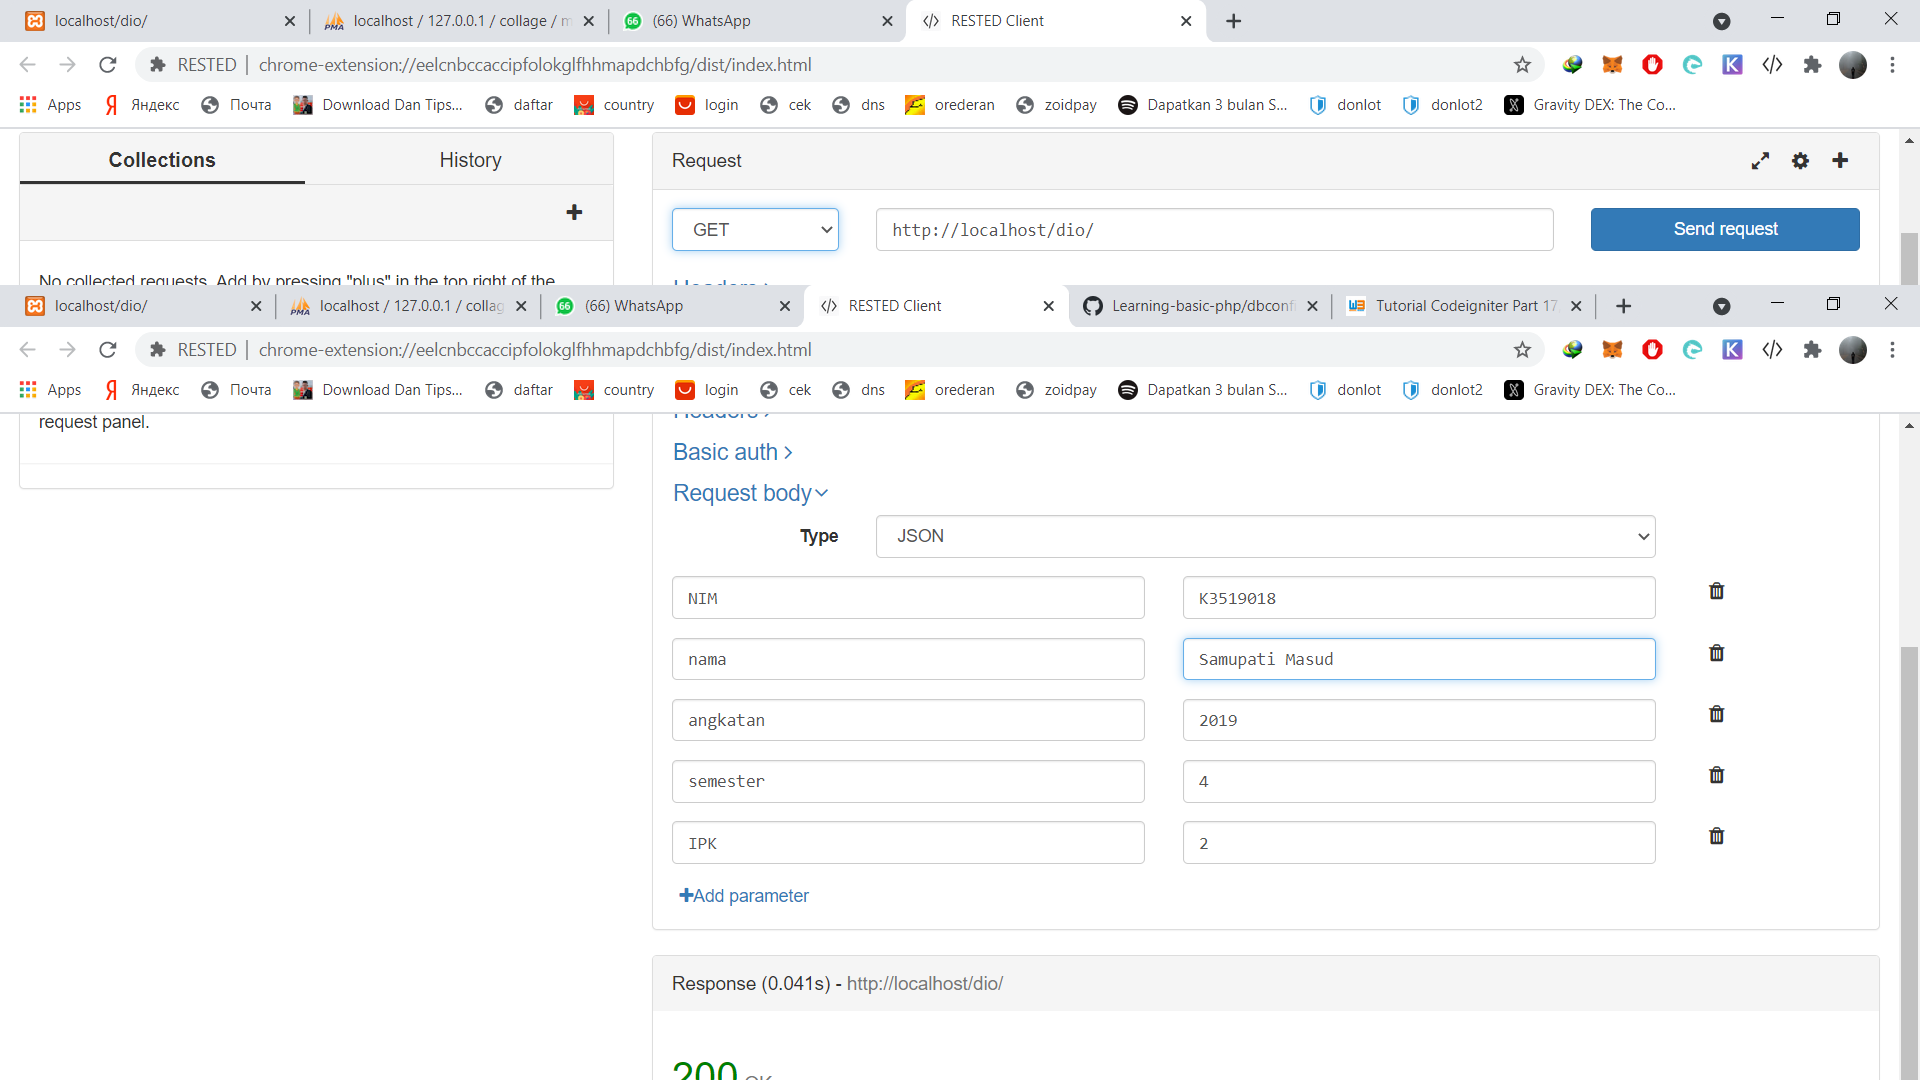 localhost/dio/
localhost / 127.0.0.1 / collage / m
(66) WhatsApp
RESTED Client
RESTED
chrome-extension://eelcnbccaccipfolokglfhhmapdchbfg/dist/index.html
Apps
Яндекс
Почта
Download Dan Tips...
daftar
country
login
cek
dns
orederan
zoidpay
Dapatkan 3 bulan S...
donlot
donlot2
Gravity DEX: The Co...
Collections
History
Request
GET
http://localhost/dio/
Send request
No collected requests. Add by pressing "plus" in the top right of the
Headers
localhost/dio/
localhost / 127.0.0.1 / collag
(66) WhatsApp
RESTED Client
Learning-basic-php/dbconfi
Tutorial Codeigniter Part 17
RESTED
chrome-extension://eelcnbccaccipfolokglfhhmapdchbfg/dist/index.html
Apps
Яндекс
Почта
Download Dan Tips...
daftar
country
login
cek
dns
orederan
zoidpay
Dapatkan 3 bulan S...
donlot
donlot2
Gravity DEX: The Co...
request panel.
Headers
Basic auth
Request body
Type
JSON
NIM
K3519018
nama
Samupati Masud
angkatan
2019
semester
4
IPK
2
Add parameter
Response (0.041s) - http://localhost/dio/
200 OK